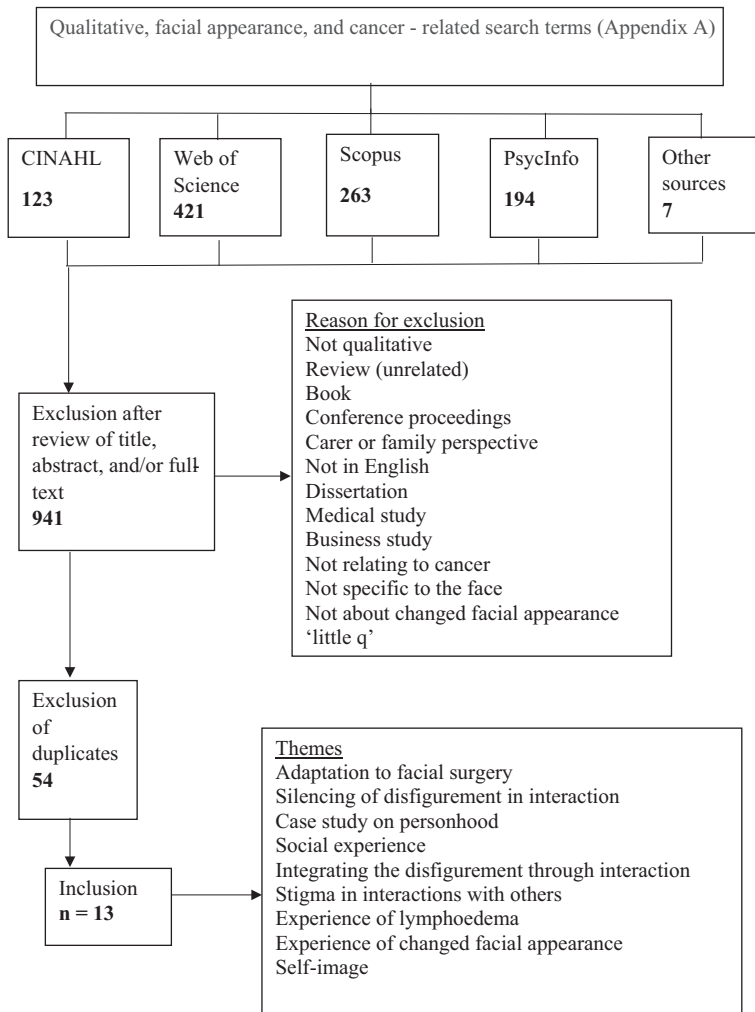 Qualitative, facial appearance, and cancer - related search terms (Appendix A)
CINAHL
123
Web of
Science
421
Scopus
263
PsycInfo
194
Other
sources
7
Reason for exclusion
Not qualitative
Review (unrelated)
Book
Conference proceedings
Carer or family perspective
Not in English
Dissertation
Medical study
Business study
Not relating to cancer
Not specific to the face
Not about changed facial appearance
‘little q’
Exclusion after
review of title,
abstract, and/or full-
text
941
Exclusion
of
duplicates
54
Themes
Adaptation to facial surgery
Silencing of disfigurement in interaction
Case study on personhood
Social experience
Integrating the disfigurement through interaction
Stigma in interactions with others
Experience of lymphoedema
Experience of changed facial appearance
Self-image
Inclusion
n = 13